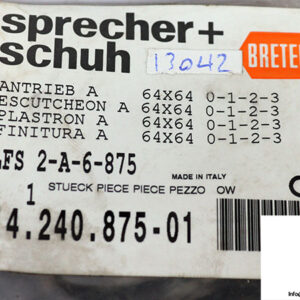 sprecher+
schuh
13042
BRETE
ANTRIEB A 64X64 0-1-2-3
ESCUTCHEON A 64X64 0-1-2-3
PLASTRON A 64X64 0-1-2-3
FINITURA A 64X64 0-1-2-3
LFS 2-A-6-875
MADE IN ITALY
1 STUECK PIECE PIECE PEZZO OW
4.240.875-01